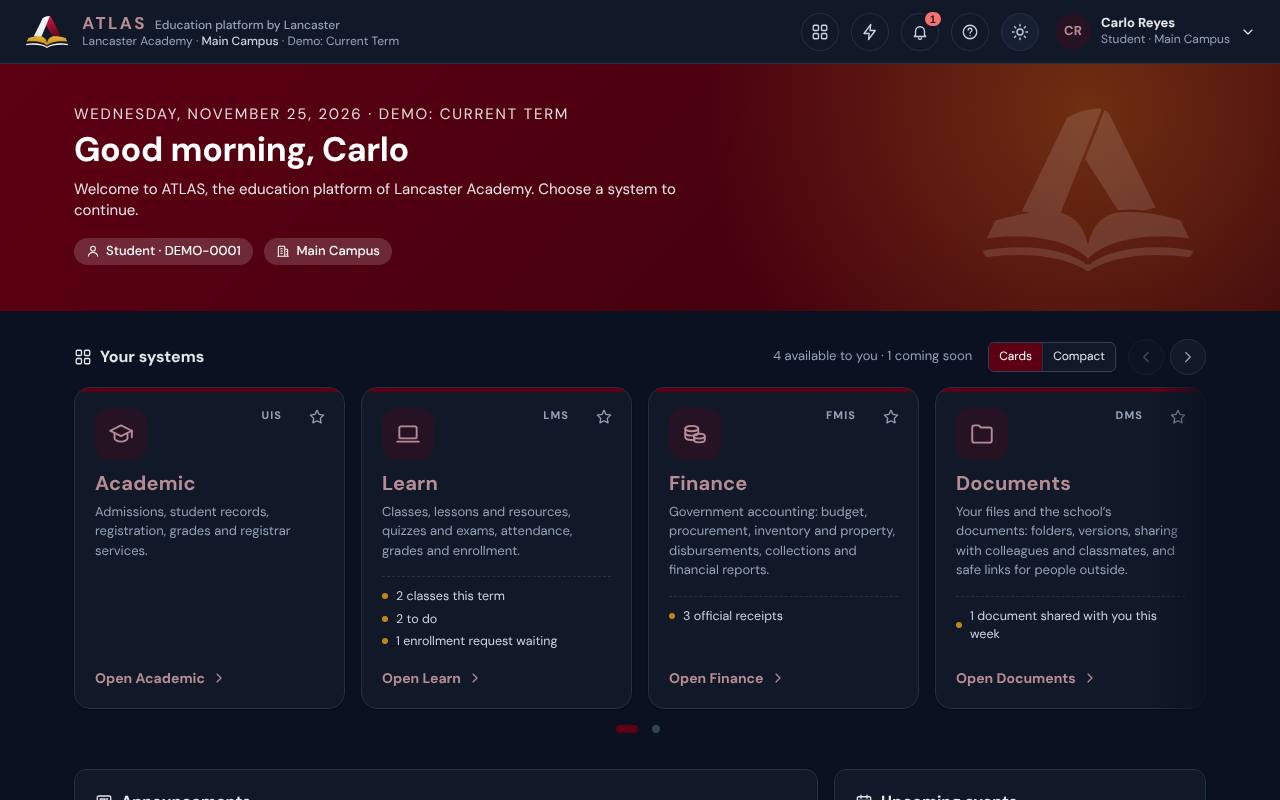 ATLAS Education platform by Lancaster
Lancaster Academy · Main Campus · Demo: Current Term
1
CR
Carlo Reyes
Student · Main Campus
WEDNESDAY, NOVEMBER 25, 2026 · DEMO: CURRENT TERM
Good morning, Carlo
Welcome to ATLAS, the education platform of Lancaster Academy. Choose a system to
continue.
Student · DEMO-0001
Main Campus
Your systems
4 available to you · 1 coming soon
Cards
Compact
UIS
Academic
Admissions, student records,
registration, grades and registrar
services.
Open Academic
LMS
Learn
Classes, lessons and resources,
quizzes and exams, attendance,
grades and enrollment.
2 classes this term
2 to do
1 enrollment request waiting
Open Learn
FMIS
Finance
Government accounting: budget,
procurement, inventory and property,
disbursements, collections and
financial reports.
3 official receipts
Open Finance
DMS
Documents
Your files and the school's
documents: folders, versions, sharing
with colleagues and classmates, and
safe links for people outside.
1 document shared with you this
week
Open Documents
Announcements
Upcoming events